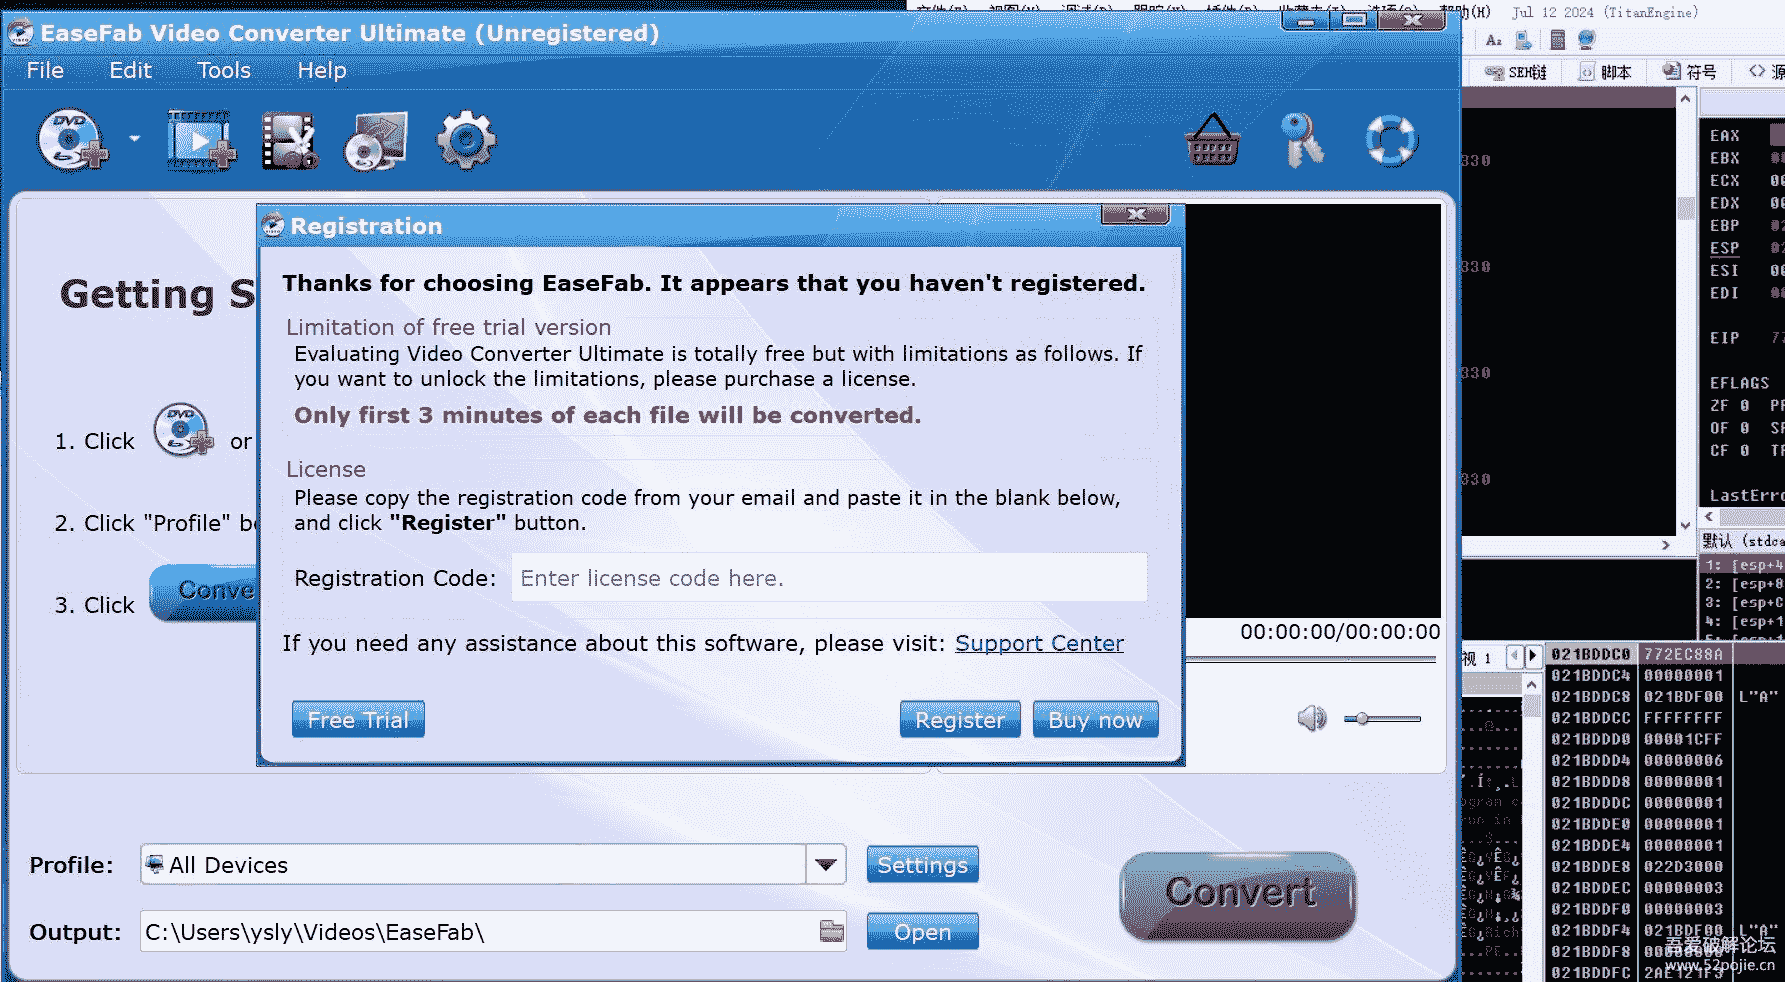 EaseFab Video Converter Ultimate (Unregistered)
File Edit Tools Help
Jul 12 2024 (TitanEngine)
SEH链 脚本 符号
Getting S
1. Click or
2. Click "Profile" b
3. Click Conve
Registration
Thanks for choosing EaseFab. It appears that you haven't registered.
Limitation of free trial version
Evaluating Video Converter Ultimate is totally free but with limitations as follows. If
you want to unlock the limitations, please purchase a license.
Only first 3 minutes of each file will be converted.
License
Please copy the registration code from your email and paste it in the blank below,
and click "Register" button.
Registration Code: Enter license code here.
If you need any assistance about this software, please visit: Support Center
Free Trial Register Buy now
00:00:00/00:00:00
Profile: All Devices Settings
Output: C:\Users\ysly\Videos\EaseFab\ Open
Convert
330
330
330
330
EAX
EBX
ECX
EDX
EBP
ESP
ESI
EDI
EIP
EFLAGS
ZF 0
OF 0
CF 0
LastErro
默认 (stdca
1: [esp+4
2: [esp+8
3: [esp+C
4: [esp+1
视 1
021BDDC0 772EC88A
021BDDC4 00000001
021BDDC8 021BDF00 L"A"
021BDDCC FFFFFFFF
021BDDD0 00001CFF
021BDDD4 00000006
021BDDD8 00000001
021BDDDC 00000001
021BDDE0 00000001
021BDDE4 00000001
021BDDE8 022D3000
021BDDEC 00000003
021BDDF0 00000003
021BDDF4 021BDF00 L"A"
021BDDF8
021BDDFC 2AE121F3
吾爱破解论坛
www.52pojie.cn